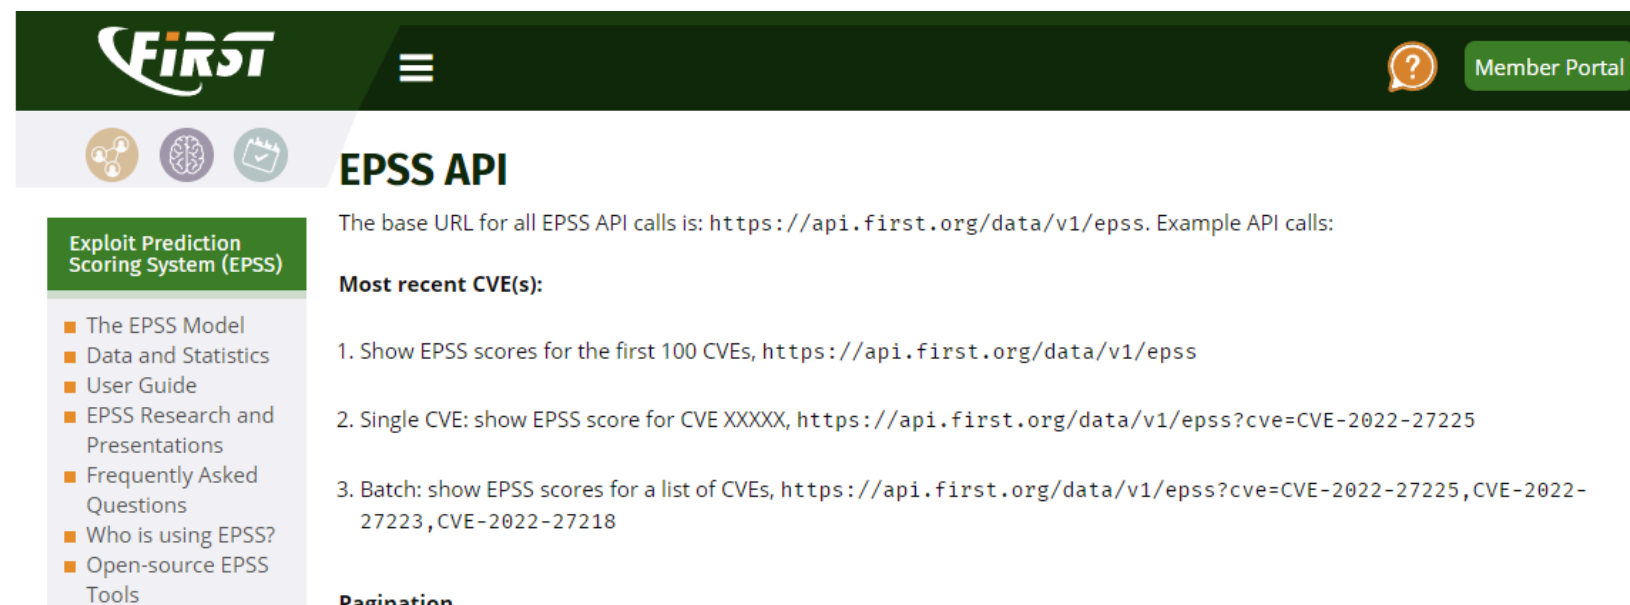 FIRST
?
Member Portal
EPSS API
The base URL for all EPSS API calls is: https://api.first.org/data/v1/epss. Example API calls:
Exploit Prediction
Scoring System (EPSS)
The EPSS Model
Data and Statistics
User Guide
EPSS Research and
Presentations
Frequently Asked
Questions
Who is using EPSS?
Open-source EPSS
Tools
Most recent CVE(s):
1. Show EPSS scores for the first 100 CVEs, https://api.first.org/data/v1/epss
2. Single CVE: show EPSS score for CVE XXXXX, https://api.first.org/data/v1/epss?cve=CVE-2022-27225
3. Batch: show EPSS scores for a list of CVEs, https://api.first.org/data/v1/epss?cve=CVE-2022-27225,CVE-2022-
27223,CVE-2022-27218
Pagination